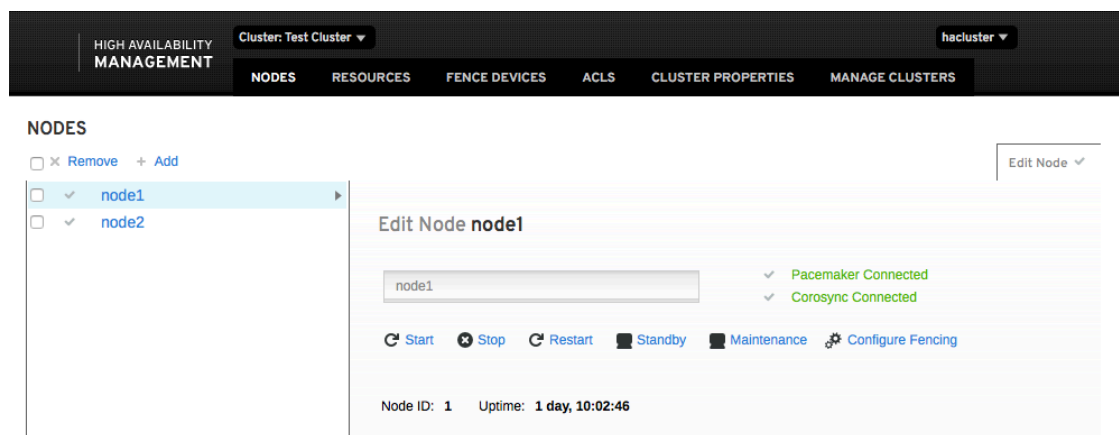 HIGH AVAILABILITY
MANAGEMENT
Cluster: Test Cluster
hacluster
NODES RESOURCES FENCE DEVICES ACLS CLUSTER PROPERTIES MANAGE CLUSTERS
NODES
Remove + Add
Edit Node
node1
node2
Edit Node node1
node1
Pacemaker Connected
Corosync Connected
Start Stop Restart Standby Maintenance Configure Fencing
Node ID: 1 Uptime: 1 day, 10:02:46